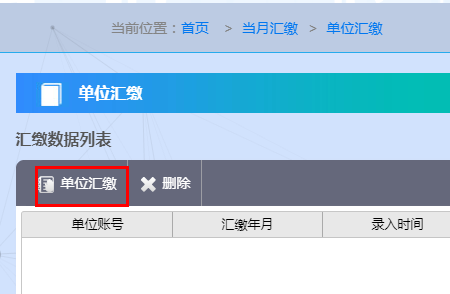 当前位置：首页 > 当月汇缴 > 单位汇缴
单位汇缴
汇缴数据列表
单位汇缴 删除
单位账号 汇缴年月 录入时间